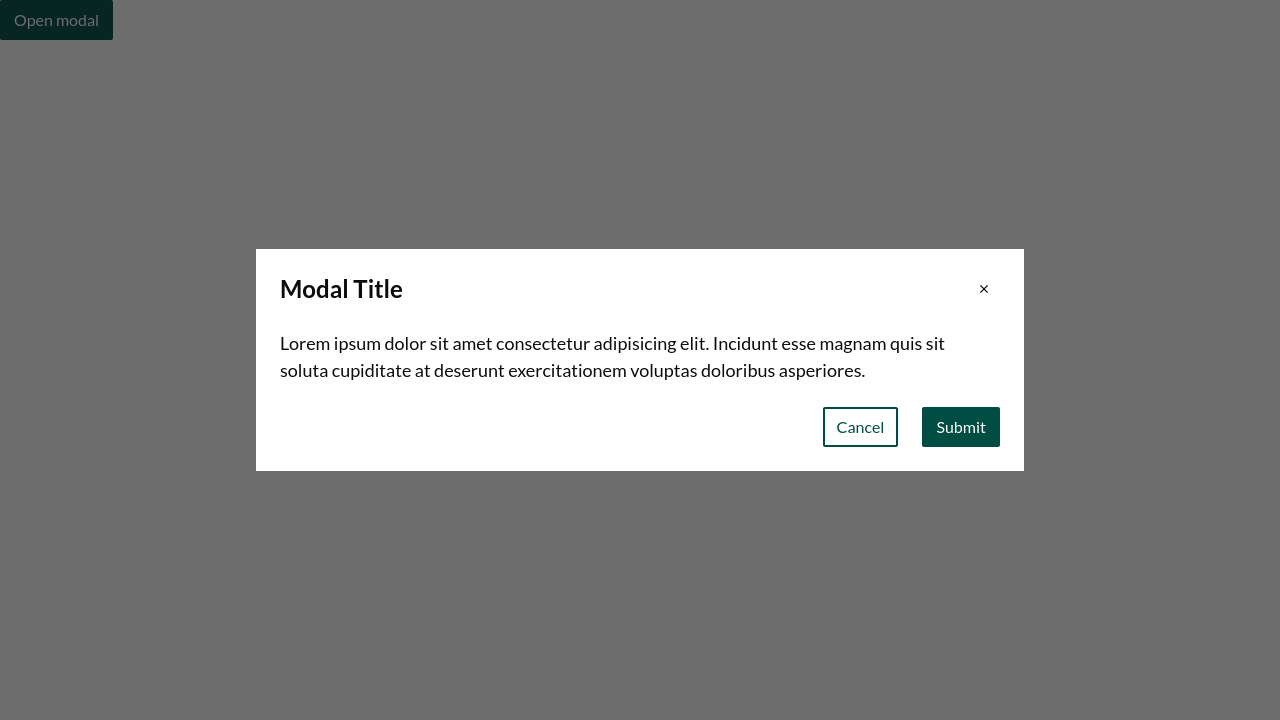 Open modal
Modal Title ×
Lorem ipsum dolor sit amet consectetur adipisicing elit. Incidunt esse magnam quis sit
soluta cupiditate at deserunt exercitationem voluptas doloribus asperiores.
Cancel Submit